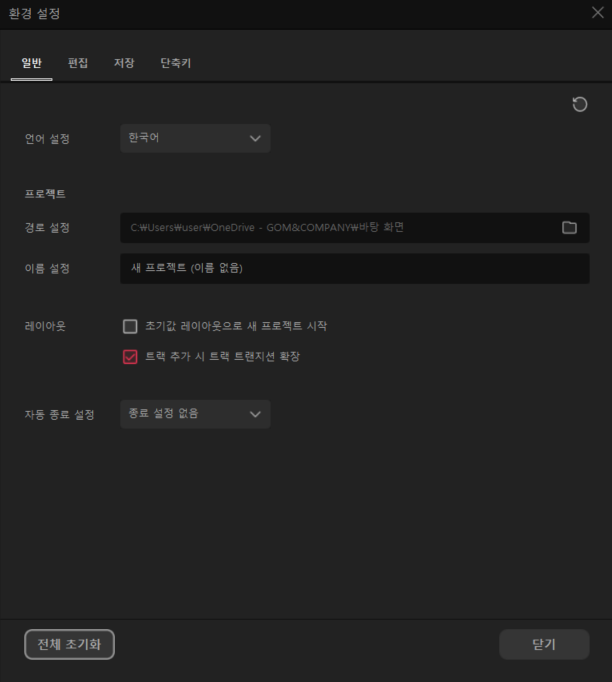 환경 설정
일반 편집 저장 단축키
언어 설정 한국어
프로젝트
경로 설정 C:₩Users₩user₩OneDrive - GOM&COMPANY₩바탕 화면
이름 설정 새 프로젝트 (이름 없음)
레이아웃 초기값 레이아웃으로 새 프로젝트 시작
트랙 추가 시 트랙 트랜지션 확장
자동 종료 설정 종료 설정 없음
전체 초기화 닫기